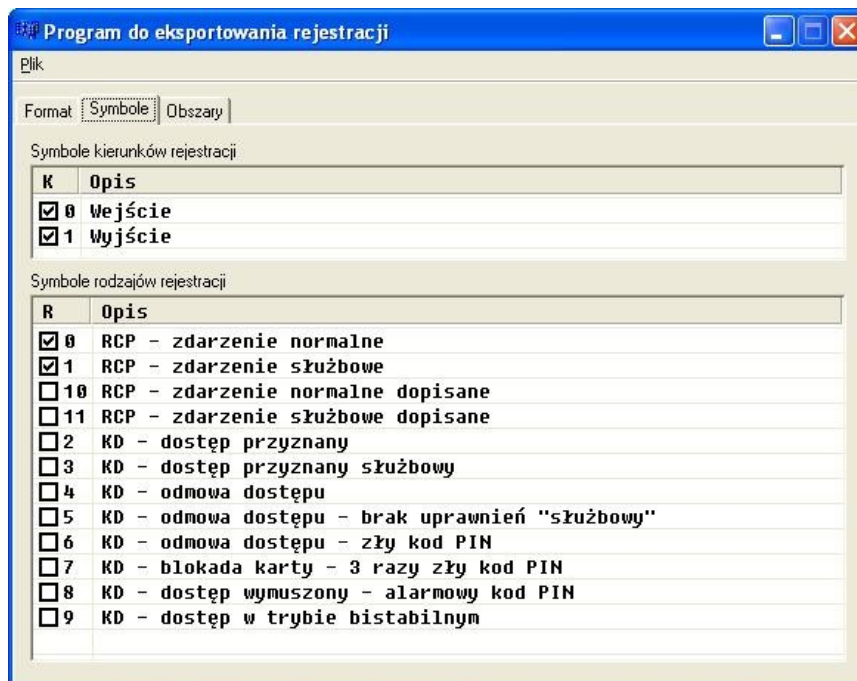 Program do eksportowania rejestracji
Plik
Format Symbole Obszary
Symbole kierunków rejestracji
K Opis
0 Wejście
1 Wyjście
Symbole rodzajów rejestracji
R Opis
0 RCP - zdarzenie normalne
1 RCP - zdarzenie służbowe
10 RCP - zdarzenie normalne dopisane
11 RCP - zdarzenie służbowe dopisane
2 KD - dostęp przyznany
3 KD - dostęp przyznany służbowy
4 KD - odmowa dostępu
5 KD - odmowa dostępu - brak uprawnień "służbowy"
6 KD - odmowa dostępu - zły kod PIN
7 KD - blokada karty - 3 razy zły kod PIN
8 KD - dostęp wymuszony - alarmowy kod PIN
9 KD - dostęp w trybie bistabilnym